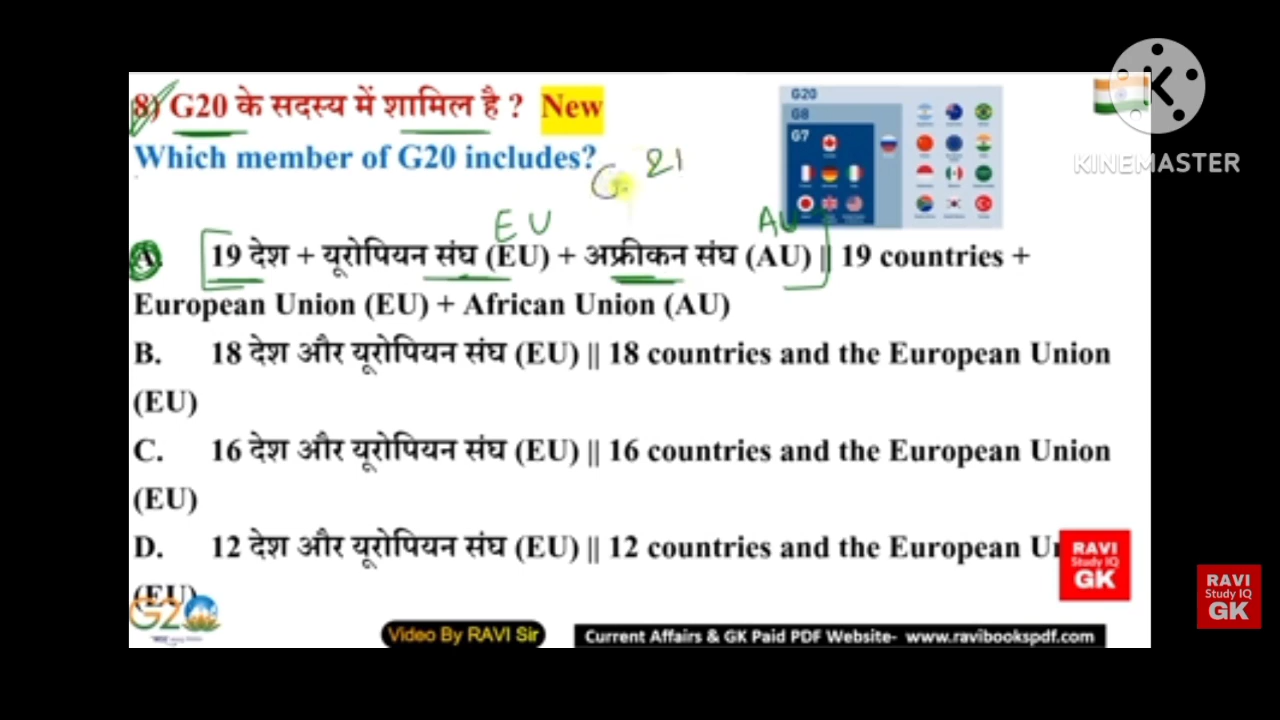 8) G20 के सदस्य में शामिल है ? New
Which member of G20 includes?
G 21
G20
G8
G7
KINEMASTER
EU
AU
A 19 देश + यूरोपियन संघ (EU) + अफ्रीकन संघ (AU) || 19 countries +
European Union (EU) + African Union (AU)
B. 18 देश और यूरोपियन संघ (EU) || 18 countries and the European Union
(EU)
C. 16 देश और यूरोपियन संघ (EU) || 16 countries and the European Union
(EU)
D. 12 देश और यूरोपियन संघ (EU) || 12 countries and the European
(EU)
RAVI
Study IQ
GK
RAVI
Study IQ
GK
G20
Video By RAVI Sir
Current Affairs & GK Paid PDF Website- www.ravibookspdf.com